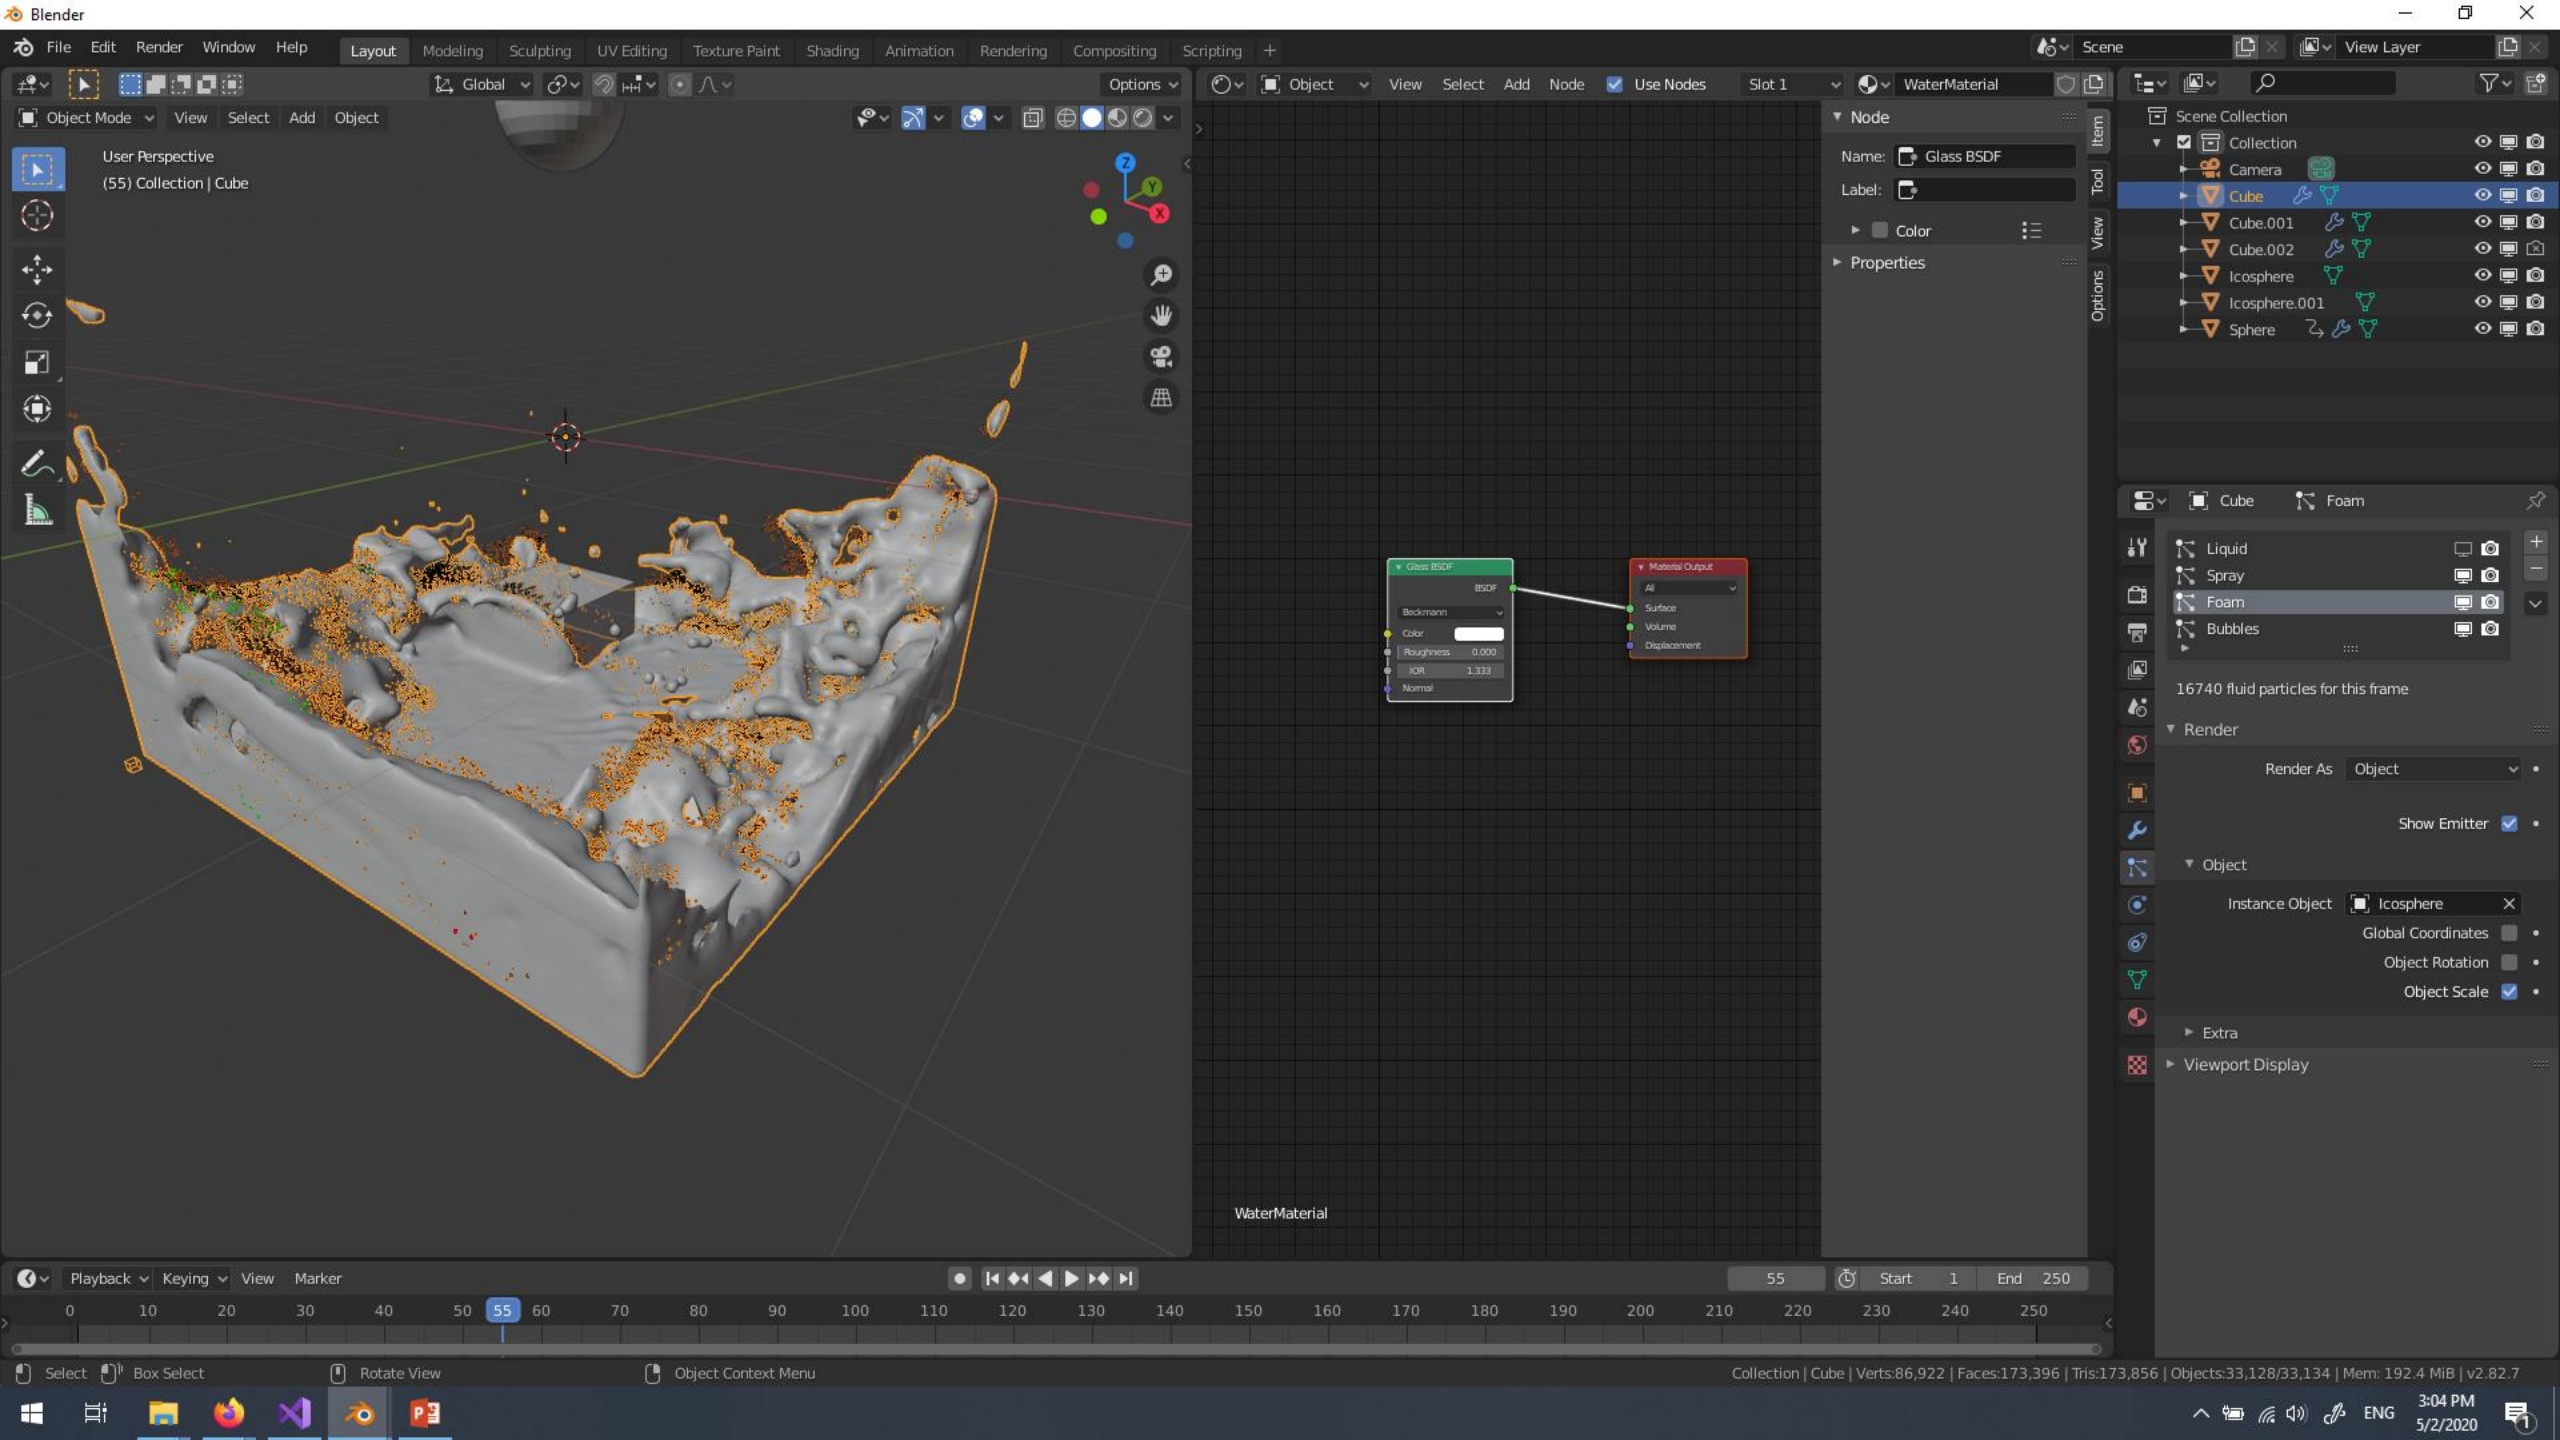 Blender
File Edit Render Window Help Layout Modeling Sculpting UV Editing Texture Paint Shading Animation Rendering Compositing Scripting + Scene View Layer
Global Options
Object View Select Add Node Use Nodes Slot 1 WaterMaterial
Object Mode View Select Add Object
User Perspective
(55) Collection | Cube
Z
Y
X
Node
Name: Glass BSDF
Label:
Color
Properties
Item
Tool
View
Options
Glass BSDF
BSDF
Beckmann
Color
Roughness 0.000
IOR 1.333
Normal
Material Output
All
Surface
Volume
Displacement
WaterMaterial
Scene Collection
Collection
Camera
Cube
Cube.001
Cube.002
Icosphere
Icosphere.001
Sphere
Cube Foam
Liquid
Spray
Foam
Bubbles
16740 fluid particles for this frame
Render
Render As Object
Show Emitter
Object
Instance Object Icosphere
Global Coordinates
Object Rotation
Object Scale
Extra
Viewport Display
Playback Keying View Marker 55 Start 1 End 250
0 10 20 30 40 50 55 60 70 80 90 100 110 120 130 140 150 160 170 180 190 200 210 220 230 240 250
Select Box Select Rotate View Object Context Menu Collection | Cube | Verts:86,922 | Faces:173,396 | Tris:173,856 | Objects:33,128/33,134 | Mem: 192.4 MiB | v2.82.7
ENG
3:04 PM
5/2/2020
1